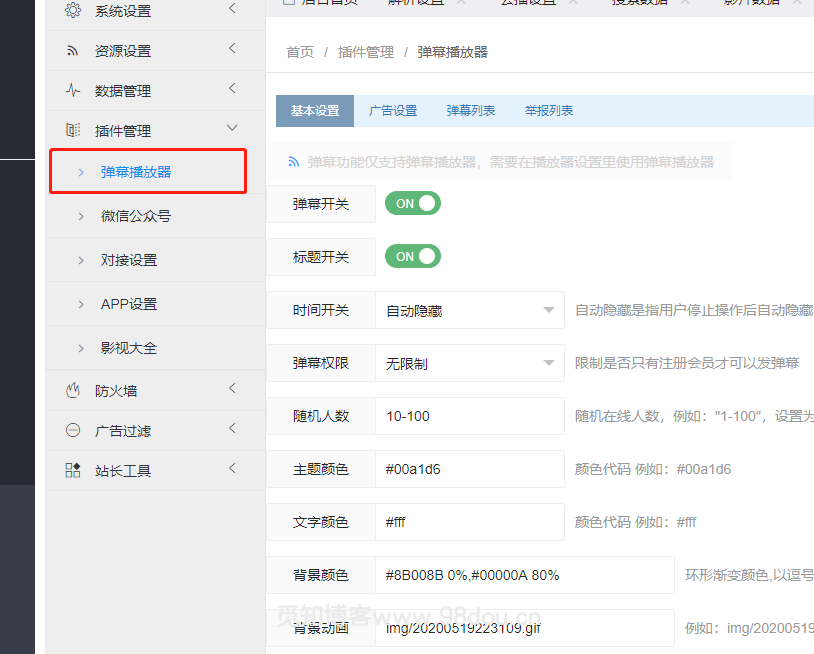 后台首页 解析设置 云播设置 搜索数据 影片数据
系统设置
资源设置
数据管理
插件管理
弹幕播放器
微信公众号
对接设置
APP设置
影视大全
防火墙
广告过滤
站长工具
首页 / 插件管理 / 弹幕播放器
基本设置 广告设置 弹幕列表 举报列表
弹幕功能仅支持弹幕播放器，需要在播放器设置里使用弹幕播放器
弹幕开关 ON
标题开关 ON
时间开关 自动隐藏 自动隐藏是指用户停止操作后自动隐藏
弹幕权限 无限制 限制是否只有注册会员才可以发弹幕
随机人数 10-100 随机在线人数，例如："1-100"，设置为
主题颜色 #00a1d6 颜色代码 例如：#00a1d6
文字颜色 #fff 颜色代码 例如：#fff
背景颜色 #8B008B 0%,#00000A 80% 环形渐变颜色,以逗号
觅知博客www.98dou.cn
背景动画 img/20200519223109.gif 例如：img/20200519